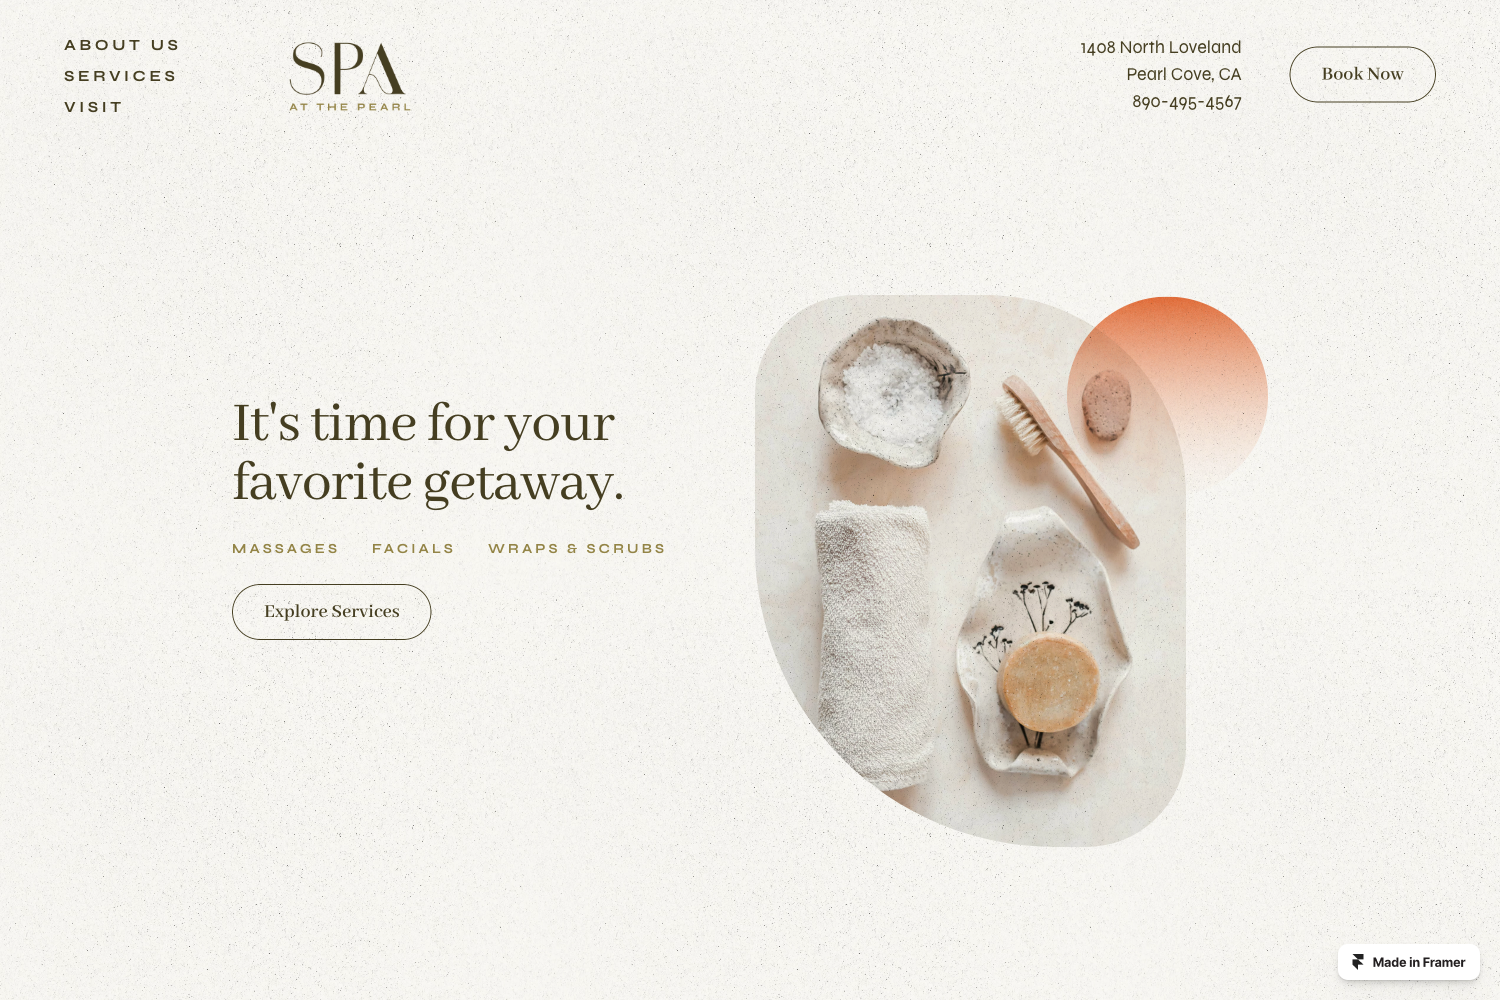 ABOUT US
SERVICES
VISIT
SPA
AT THE PEARL
1408 North Loveland
Pearl Cove, CA
890-495-4567
Book Now
It's time for your
favorite getaway.
MASSAGES FACIALS WRAPS & SCRUBS
Explore Services
Made in Framer